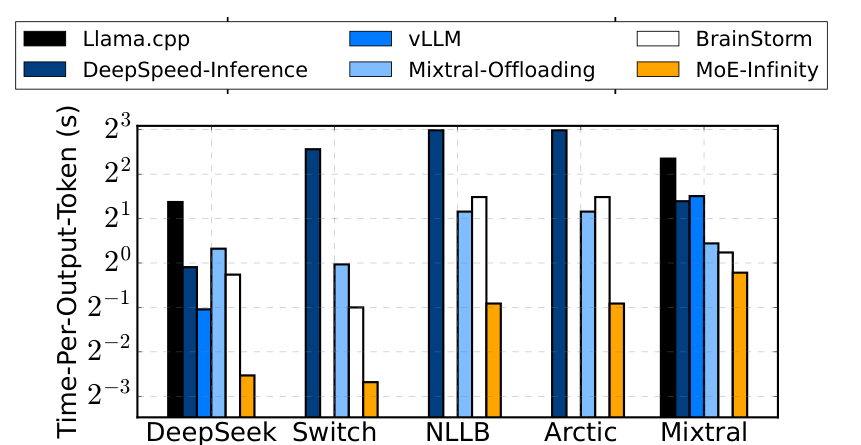 Llama.cpp vLLM BrainStorm
DeepSpeed-Inference Mixtral-Offloading MoE-Infinity
Time-Per-Output-Token (s)
2³
2²
2¹
2⁰
2⁻¹
2⁻²
2⁻³
DeepSeek Switch NLLB Arctic Mixtral